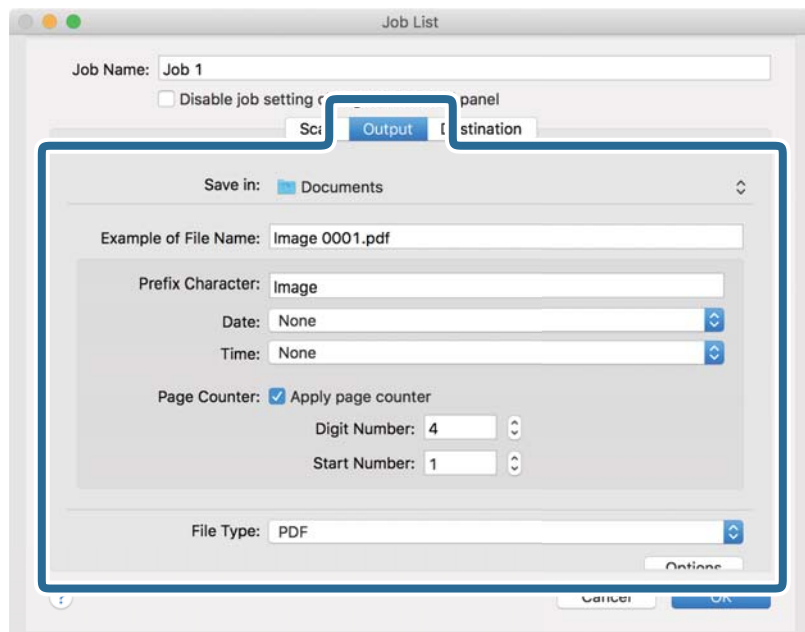 Job List
Job Name: Job 1
Disable job setting panel
Output
Save in: Documents
Example of File Name: Image 0001.pdf
Prefix Character: Image
Date: None
Time: None
Page Counter: Apply page counter
Digit Number: 4
Start Number: 1
File Type: PDF
Options
? Cancel OK